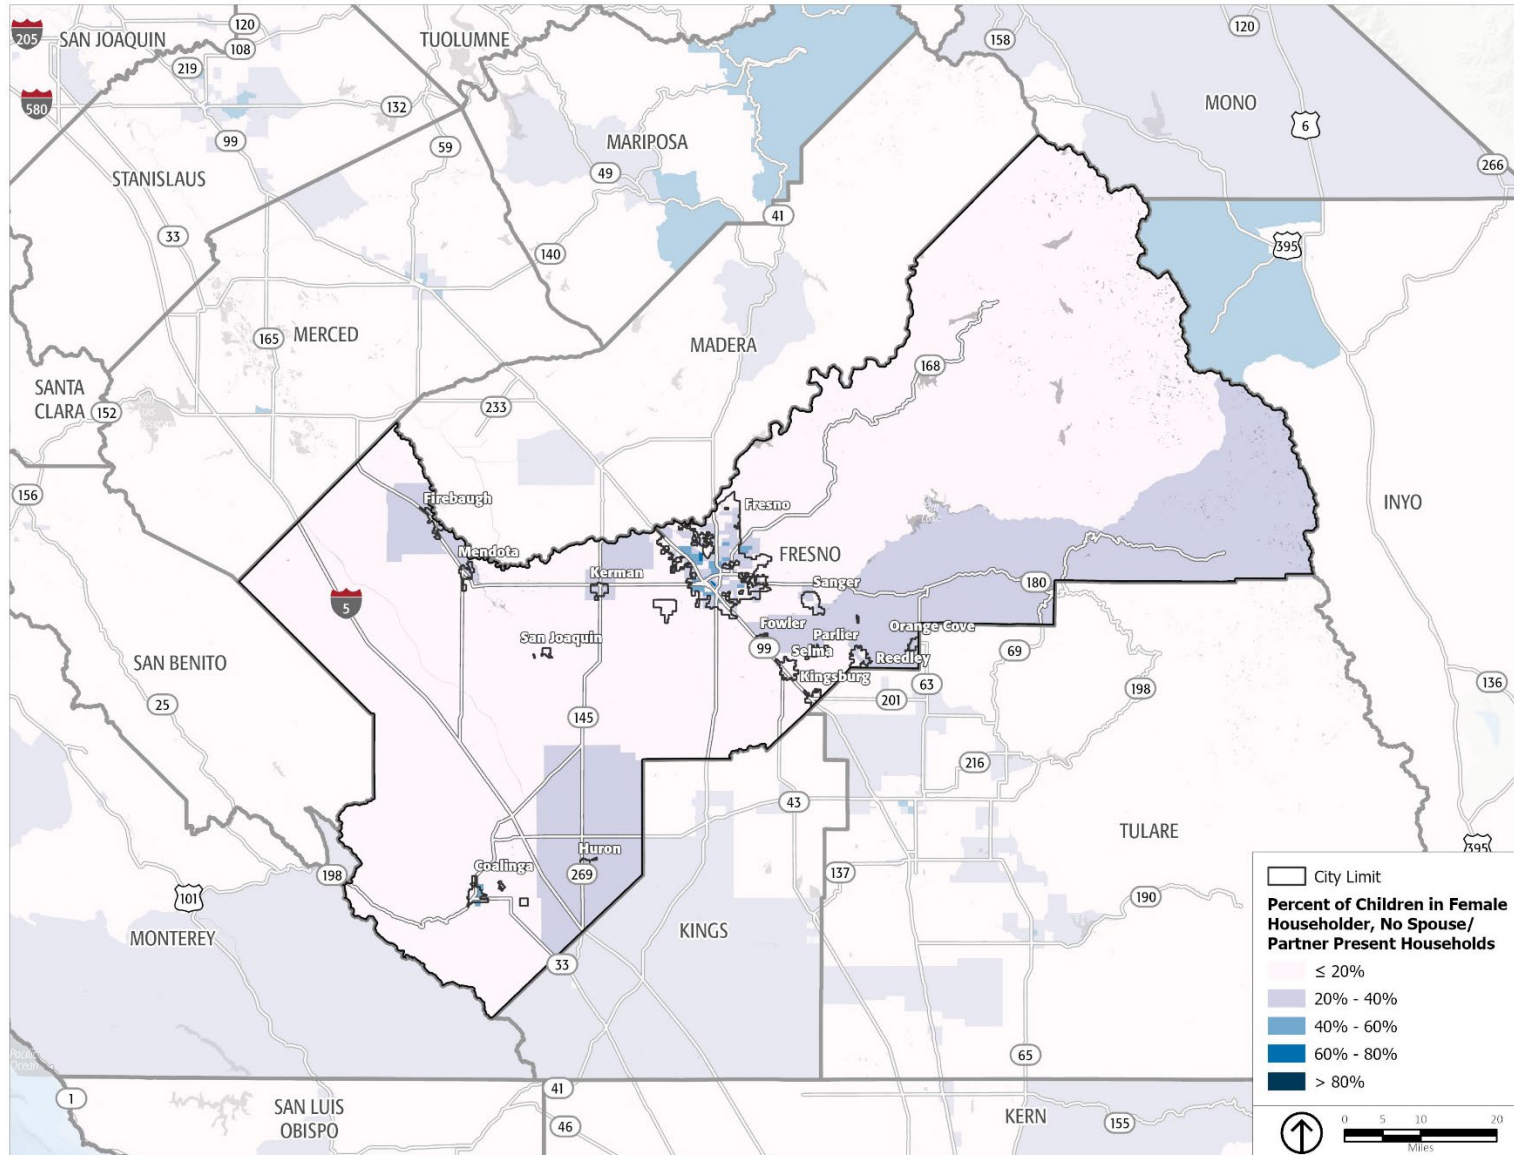 205
SAN JOAQUIN
120
108
219
TUOLUMNE
158
120
580
132
MONO
6
99
59
MARIPOSA
266
STANISLAUS
49
33
41
140
395
165
MERCED
MADERA
SANTA
CLARA
152
168
233
156
Firebaugh
Fresno
INYO
Mendota
FRESNO
Kerman
Sanger
180
5
Fowler
Parlier
Orange Cove
San Joaquin
99
Selma
Reedley
69
SAN BENITO
Kingsburg
63
198
136
25
201
145
216
43
TULARE
395
Huron
Coalinga
198
269
137
101
190
MONTEREY
KINGS
33
65
Pacific
Ocean
1
41
SAN LUIS
OBISPO
46
KERN
155
City Limit
Percent of Children in Female
Householder, No Spouse/
Partner Present Households
≤ 20%
20% - 40%
40% - 60%
60% - 80%
> 80%
0 5 10 20
Miles